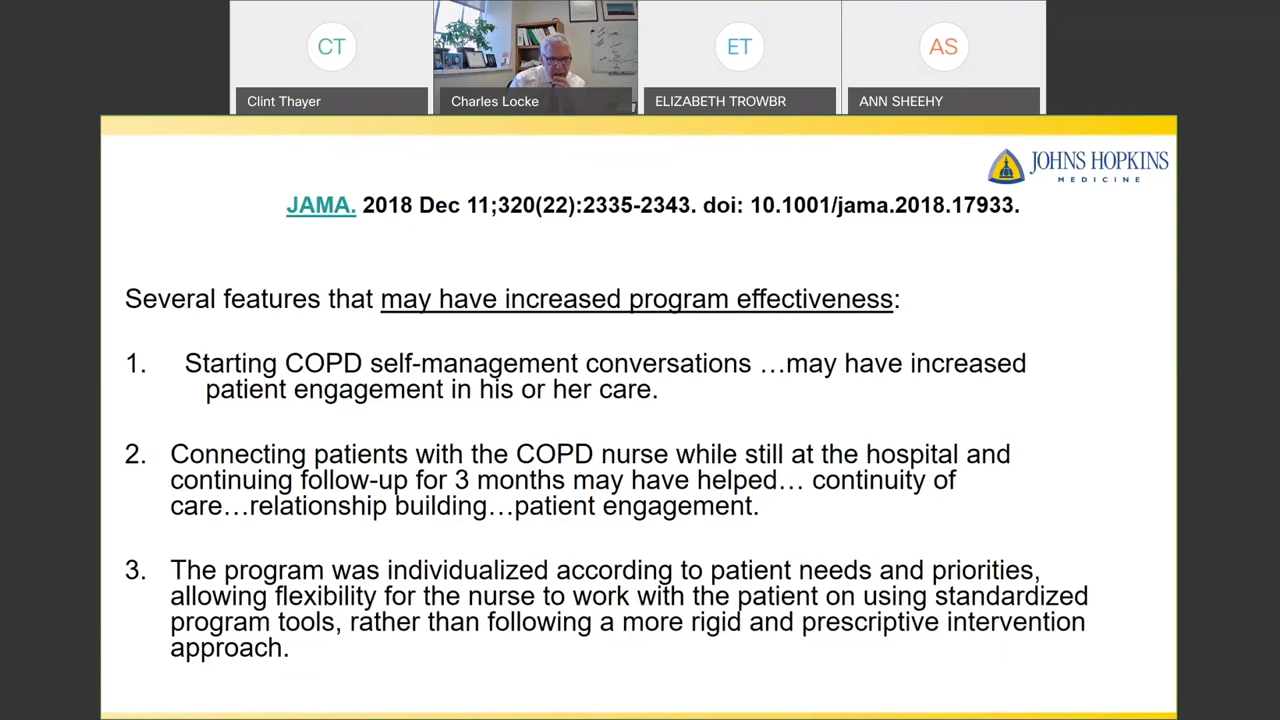 CT
ET
AS
Clint Thayer
Charles Locke
ELIZABETH TROWBR
ANN SHEEHY
JOHNS HOPKINS
MEDICINE
JAMA. 2018 Dec 11;320(22):2335-2343. doi: 10.1001/jama.2018.17933.
Several features that may have increased program effectiveness:
1. Starting COPD self-management conversations …may have increased
patient engagement in his or her care.
2. Connecting patients with the COPD nurse while still at the hospital and
continuing follow-up for 3 months may have helped… continuity of
care…relationship building…patient engagement.
3. The program was individualized according to patient needs and priorities,
allowing flexibility for the nurse to work with the patient on using standardized
program tools, rather than following a more rigid and prescriptive intervention
approach.